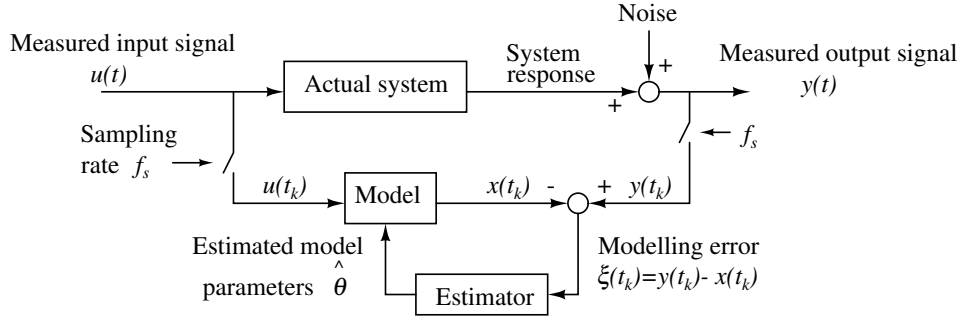 Noise
Measured input signal
u(t)
System
response
Measured output signal
y(t)
Actual system
+
+
Sampling
rate f_s
f_s
u(t_k)
Model
x(t_k)
-
+
y(t_k)
Estimated model
parameters θ̂
Estimator
Modelling error
ξ(t_k)=y(t_k)- x(t_k)